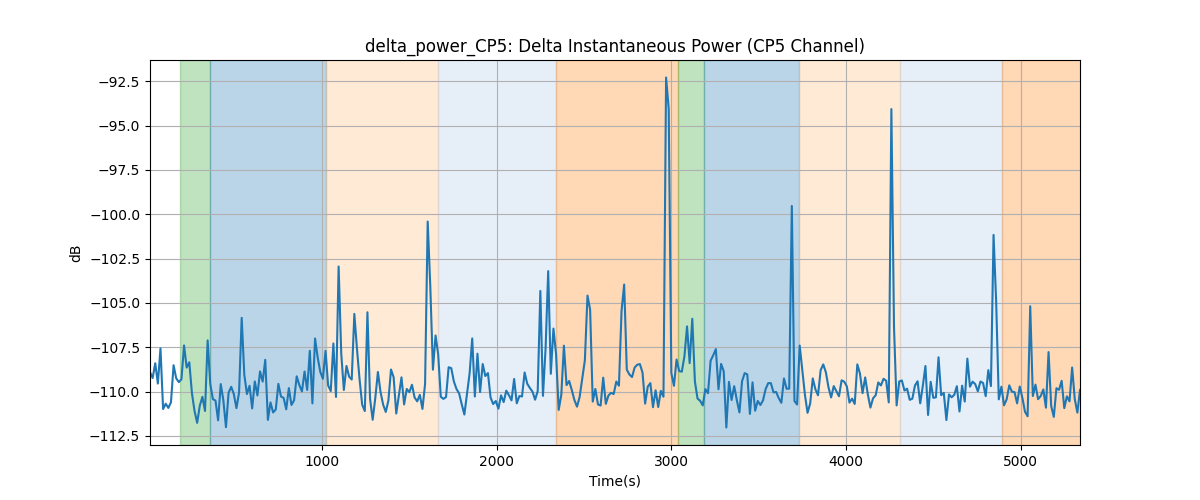 delta_power_CP5: Delta Instantaneous Power (CP5 Channel)
−92.5
−95.0
−97.5
−100.0
−102.5
−105.0
−107.5
−110.0
−112.5
dB
1000 2000 3000 4000 5000
Time(s)